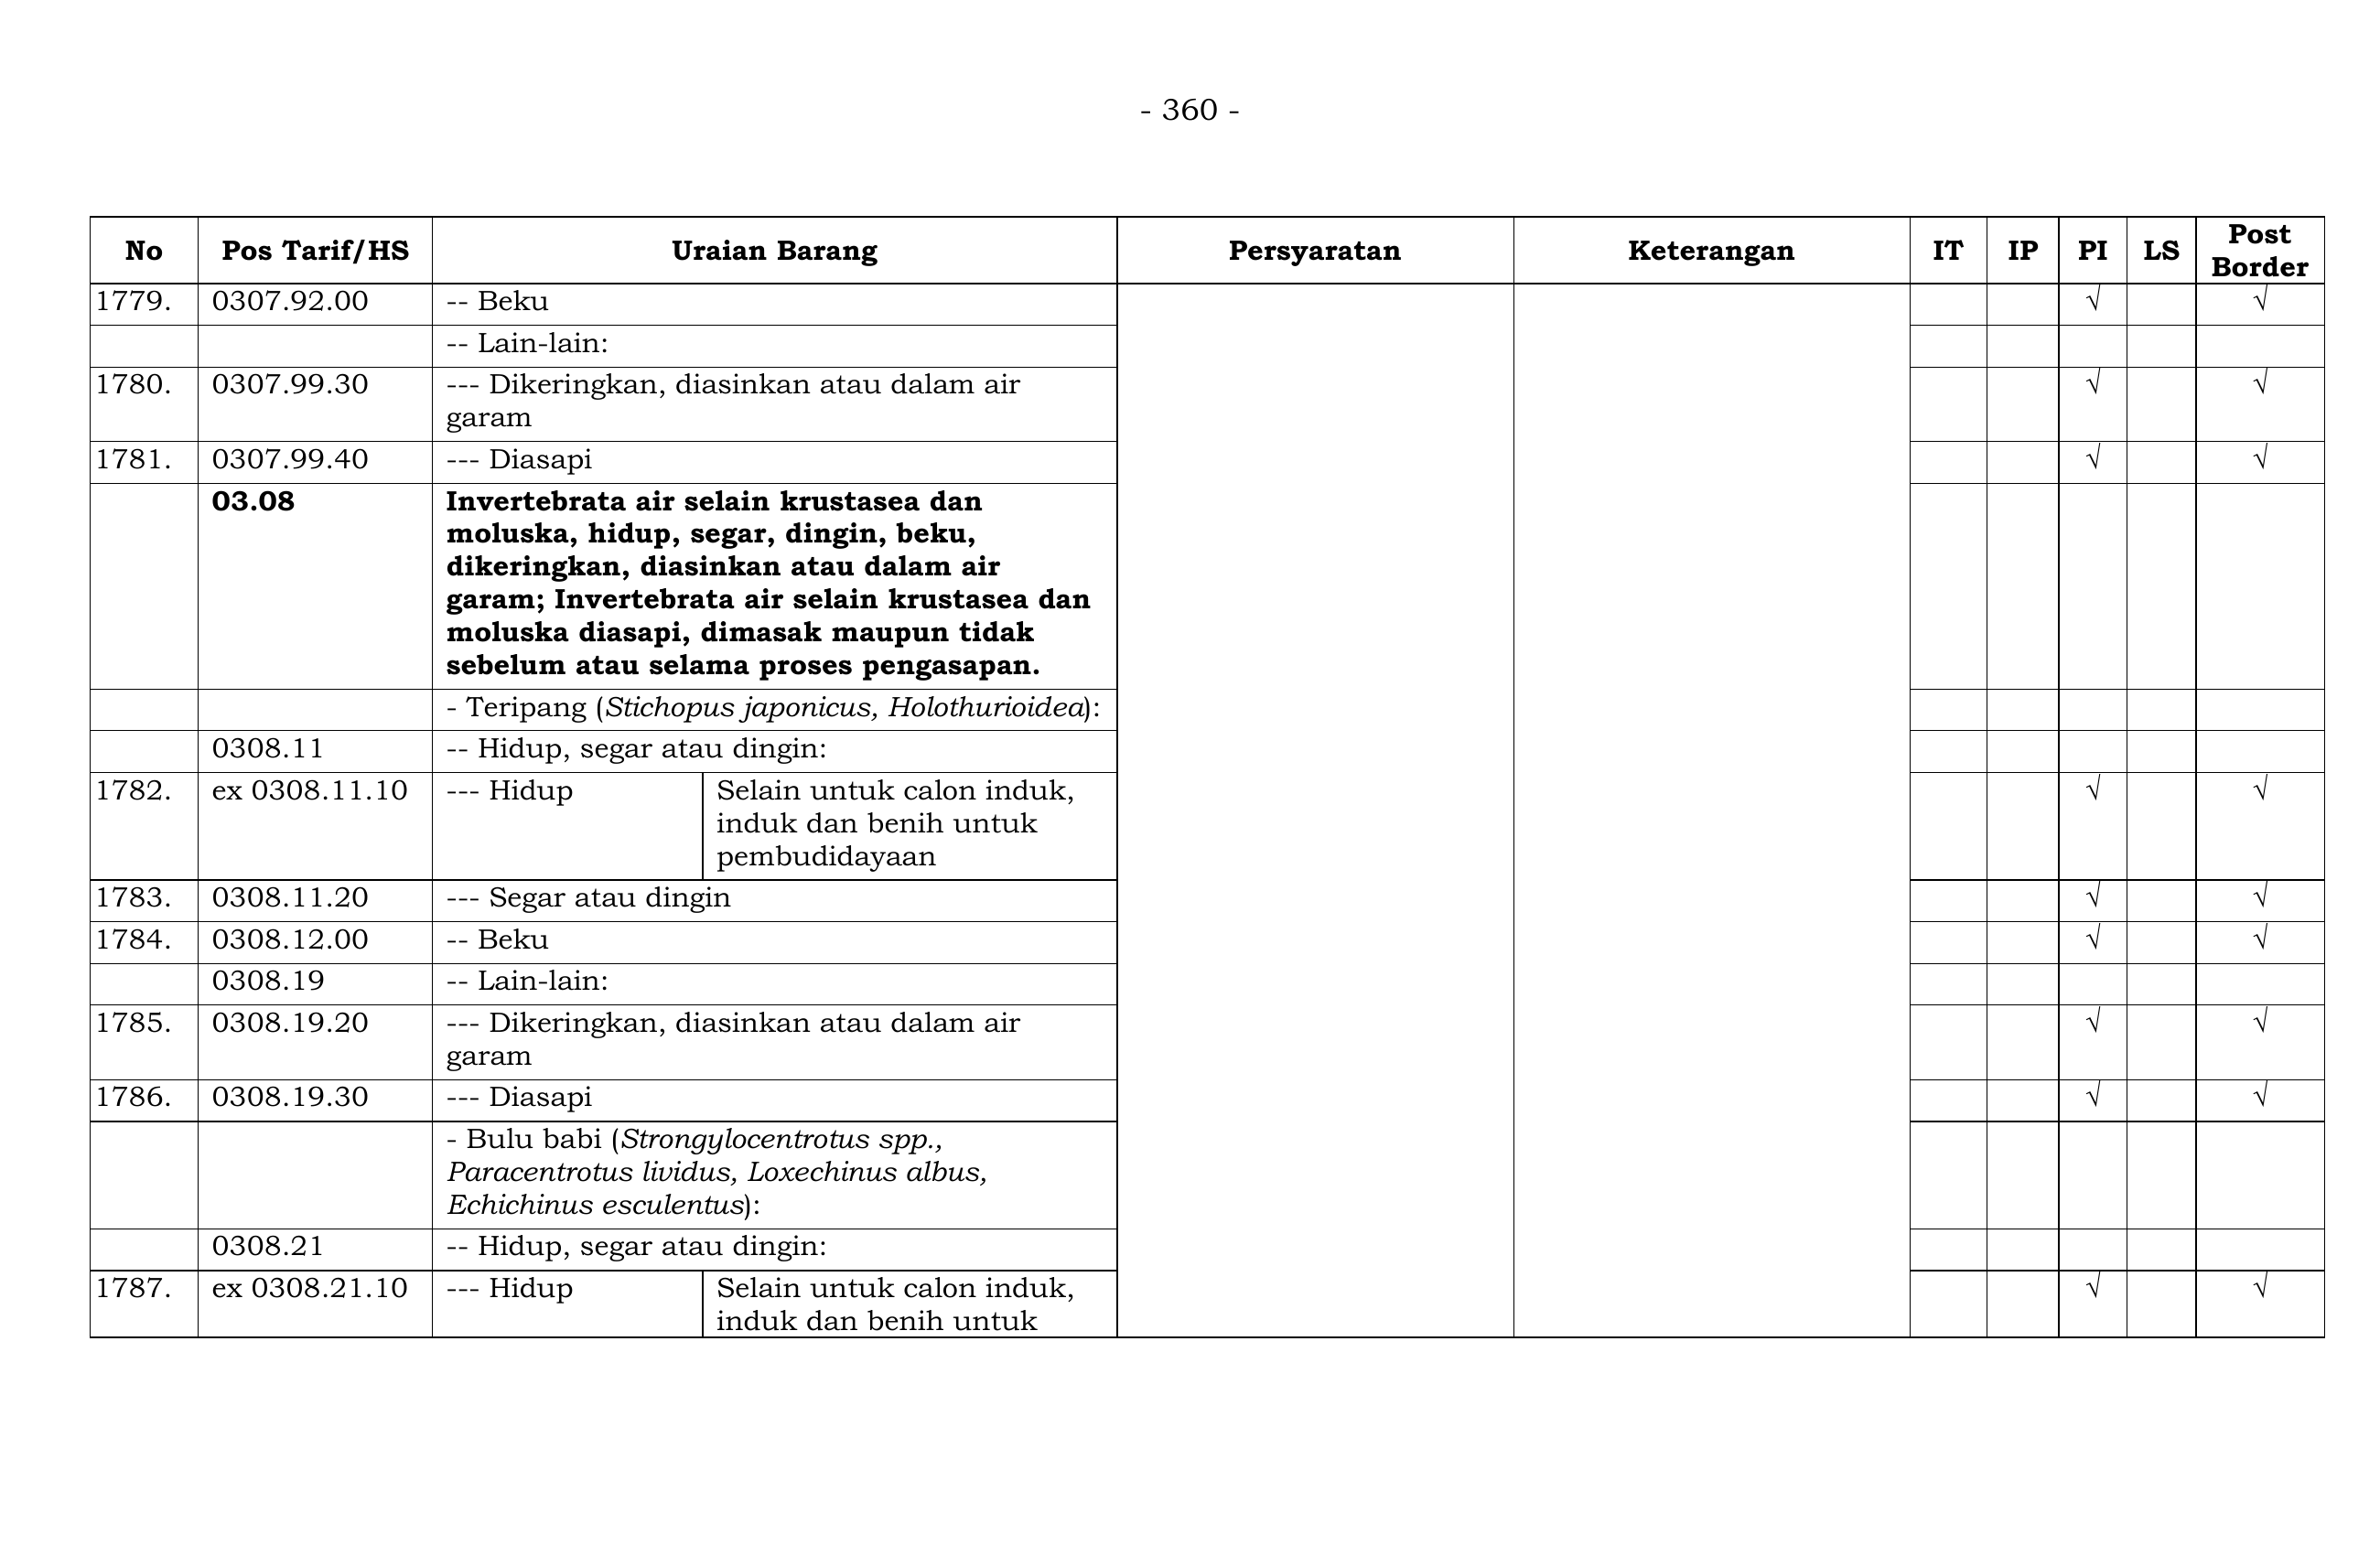 - 360 -
No Pos Tarif/HS Uraian Barang Persyaratan Keterangan IT IP PI LS Post Border
1779. 0307.92.00 -- Beku √ √
-- Lain-lain:
1780. 0307.99.30 --- Dikeringkan, diasinkan atau dalam air √ √
garam
1781. 0307.99.40 --- Diasapi √ √
03.08 Invertebrata air selain krustasea dan
moluska, hidup, segar, dingin, beku,
dikeringkan, diasinkan atau dalam air
garam; Invertebrata air selain krustasea dan
moluska diasapi, dimasak maupun tidak
sebelum atau selama proses pengasapan.
- Teripang (Stichopus japonicus, Holothurioidea):
0308.11 -- Hidup, segar atau dingin:
1782. ex 0308.11.10 --- Hidup Selain untuk calon induk, √ √
induk dan benih untuk
pembudidayaan
1783. 0308.11.20 --- Segar atau dingin √ √
1784. 0308.12.00 -- Beku √ √
0308.19 -- Lain-lain:
1785. 0308.19.20 --- Dikeringkan, diasinkan atau dalam air √ √
garam
1786. 0308.19.30 --- Diasapi √ √
- Bulu babi (Strongylocentrotus spp.,
Paracentrotus lividus, Loxechinus albus,
Echichinus esculentus):
0308.21 -- Hidup, segar atau dingin:
1787. ex 0308.21.10 --- Hidup Selain untuk calon induk, √ √
induk dan benih untuk